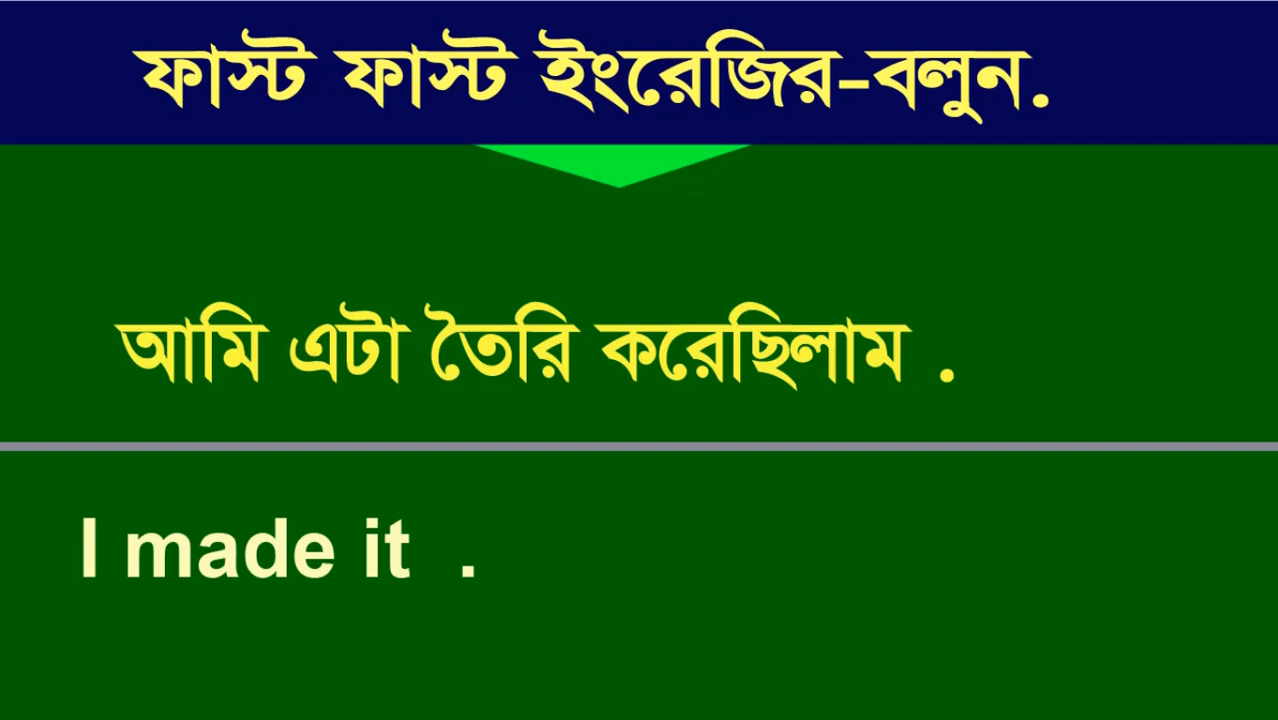 ফাস্ট ফাস্ট ইংরেজির-বলুন.
আমি এটা তৈরি করেছিলাম .
I made it .